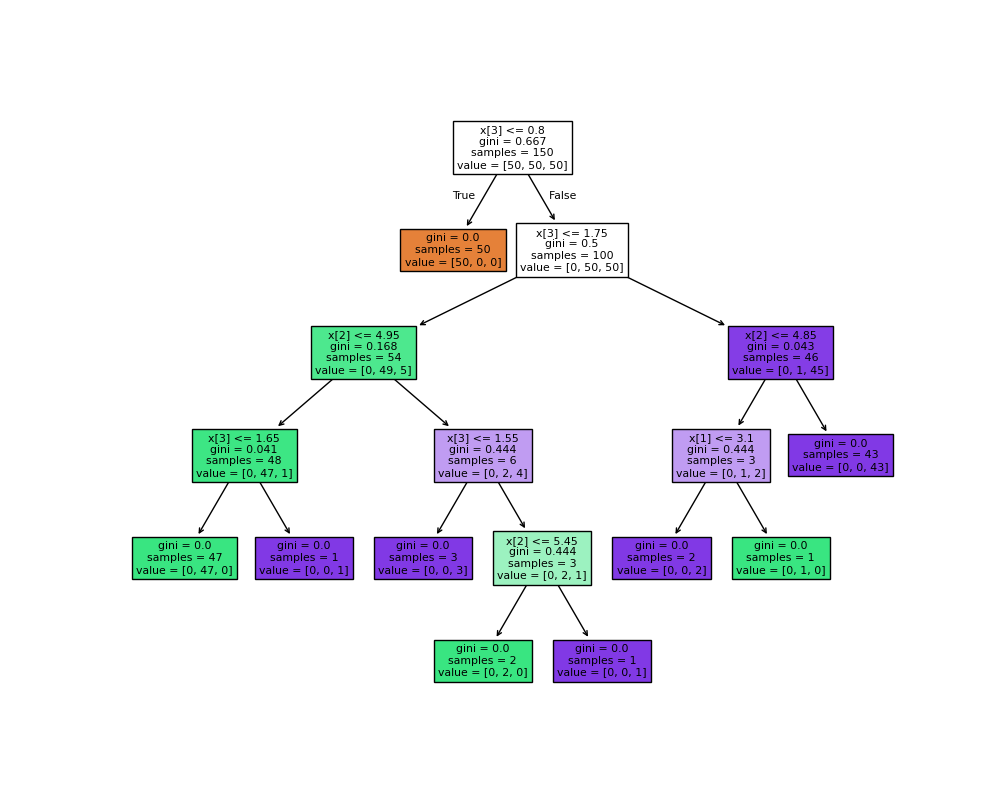 x[3] <= 0.8
gini = 0.667
samples = 150
value = [50, 50, 50]
True
False
gini = 0.0
samples = 50
value = [50, 0, 0]
x[3] <= 1.75
gini = 0.5
samples = 100
value = [0, 50, 50]
x[2] <= 4.95
gini = 0.168
samples = 54
value = [0, 49, 5]
x[2] <= 4.85
gini = 0.043
samples = 46
value = [0, 1, 45]
x[3] <= 1.65
gini = 0.041
samples = 48
value = [0, 47, 1]
x[3] <= 1.55
gini = 0.444
samples = 6
value = [0, 2, 4]
x[1] <= 3.1
gini = 0.444
samples = 3
value = [0, 1, 2]
gini = 0.0
samples = 43
value = [0, 0, 43]
gini = 0.0
samples = 47
value = [0, 47, 0]
gini = 0.0
samples = 1
value = [0, 0, 1]
gini = 0.0
samples = 3
value = [0, 0, 3]
x[2] <= 5.45
gini = 0.444
samples = 3
value = [0, 2, 1]
gini = 0.0
samples = 2
value = [0, 0, 2]
gini = 0.0
samples = 1
value = [0, 1, 0]
gini = 0.0
samples = 2
value = [0, 2, 0]
gini = 0.0
samples = 1
value = [0, 0, 1]